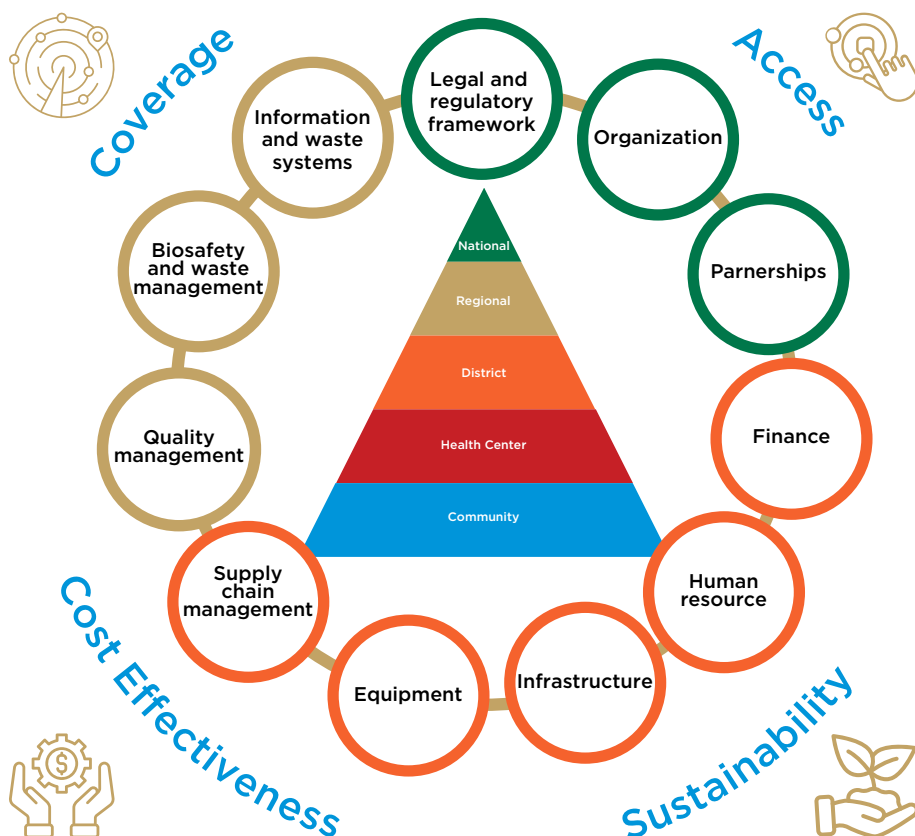 Coverage
Access
Legal and
regulatory
framework
Organization
Parnerships
Finance
Human
resource
Infrastructure
Equipment
Supply
chain
management
Quality
management
Biosafety
and waste
management
Information
and waste
systems
National
Regional
District
Health Center
Community
Cost Effectiveness
Sustainability
$